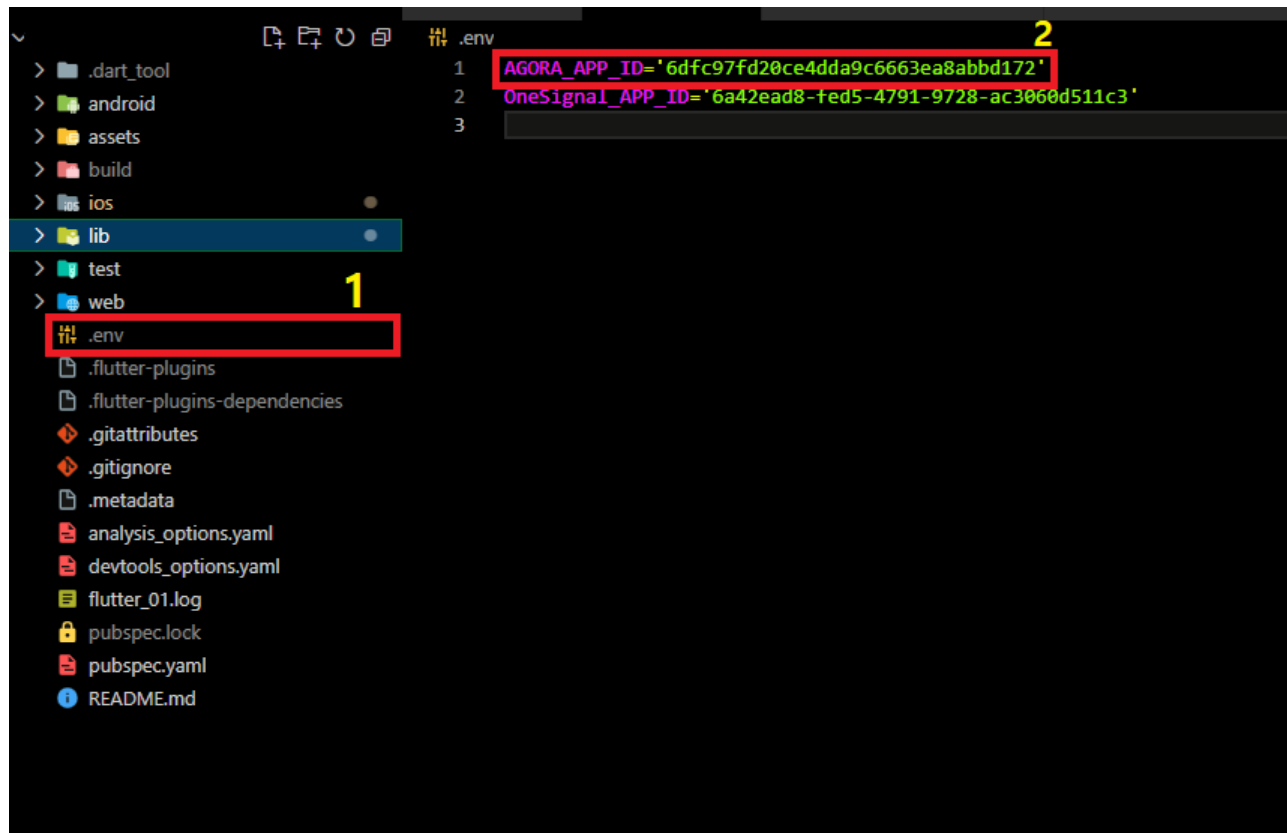 .dart_tool
android
assets
build
ios
lib
test
1
web
.env
.flutter-plugins
.flutter-plugins-dependencies
.gitattributes
.gitignore
.metadata
analysis_options.yaml
devtools_options.yaml
flutter_01.log
pubspec.lock
pubspec.yaml
README.md
.env
2
1 AGORA_APP_ID='6dfc97fd20ce4dda9c6663ea8abbd172'
2 OneSignal_APP_ID='6a42ead8-fed5-4791-9728-ac3060d511c3'
3